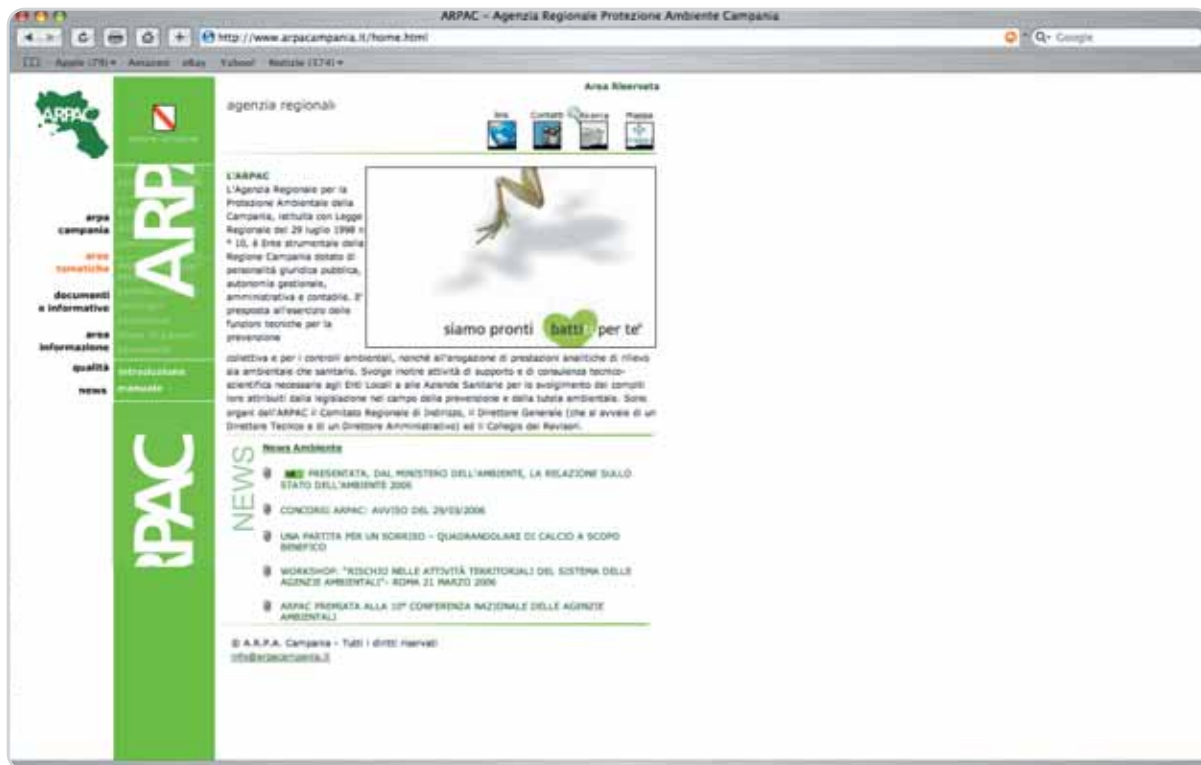 ARPAC – Agenzia Regionale Protezione Ambiente Campania
http://www.arpacampania.it/home.html
Google
Apple (79) Amazon eBay Yahoo! Notizie (174)
Area Riservata
ARPAC
agenzia regional
link Contatti Ricerca Mappa
arpa
campania
aree
tematiche
documenti
e informative
area
informazione
qualità
news
introduzione
manuale
ARP
RPAC
L'ARPAC
L'Agenzia Regionale per la
Protezione Ambientale della
Campania, istituita con Legge
Regionale del 29 luglio 1998 n
° 10, è Ente strumentale della
Regione Campania dotato di
personalità giuridica pubblica,
autonomia gestionale,
amministrativa e contabile. E'
preposta all'esercizio delle
funzioni tecniche per la
prevenzione
siamo pronti batti per te"
collettiva e per i controlli ambientali, nonché all'erogazione di prestazioni analitiche di rilievo
sia ambientale che sanitario. Svolge inoltre attività di supporto e di consulenza tecnico-
scientifica necessarie agli Enti Locali e alle Aziende Sanitarie per lo svolgimento dei compiti
loro attribuiti dalla legislazione nel campo della prevenzione e della tutela ambientale. Sono
organi dell'ARPAC il Comitato Regionale di Indirizzo, il Direttore Generale (che si avvale di un
Direttore Tecnico e di un Direttore Amministrativo) ed il Collegio dei Revisori.
NEWS
News Ambiente
PRESENTATA, DAL MINISTERO DELL'AMBIENTE, LA RELAZIONE SULLO
STATO DELL'AMBIENTE 2005
CONCORSI ARPAC: AVVISO DEL 29/03/2006
UNA PARTITA PER UN SORRISO – QUADRANGOLARE DI CALCIO A SCOPO
BENEFICO
WORKSHOP: "RISCHIO NELLE ATTIVITÀ TERRITORIALI DEL SISTEMA DELLE
AGENZIE AMBIENTALI"- ROMA 21 MARZO 2006
ARPAC PREMIATA ALLA 10ª CONFERENZA NAZIONALE DELLE AGENZIE
AMBIENTALI
© A.R.P.A. Campania - Tutti i diritti riservati
info@arpacampania.it